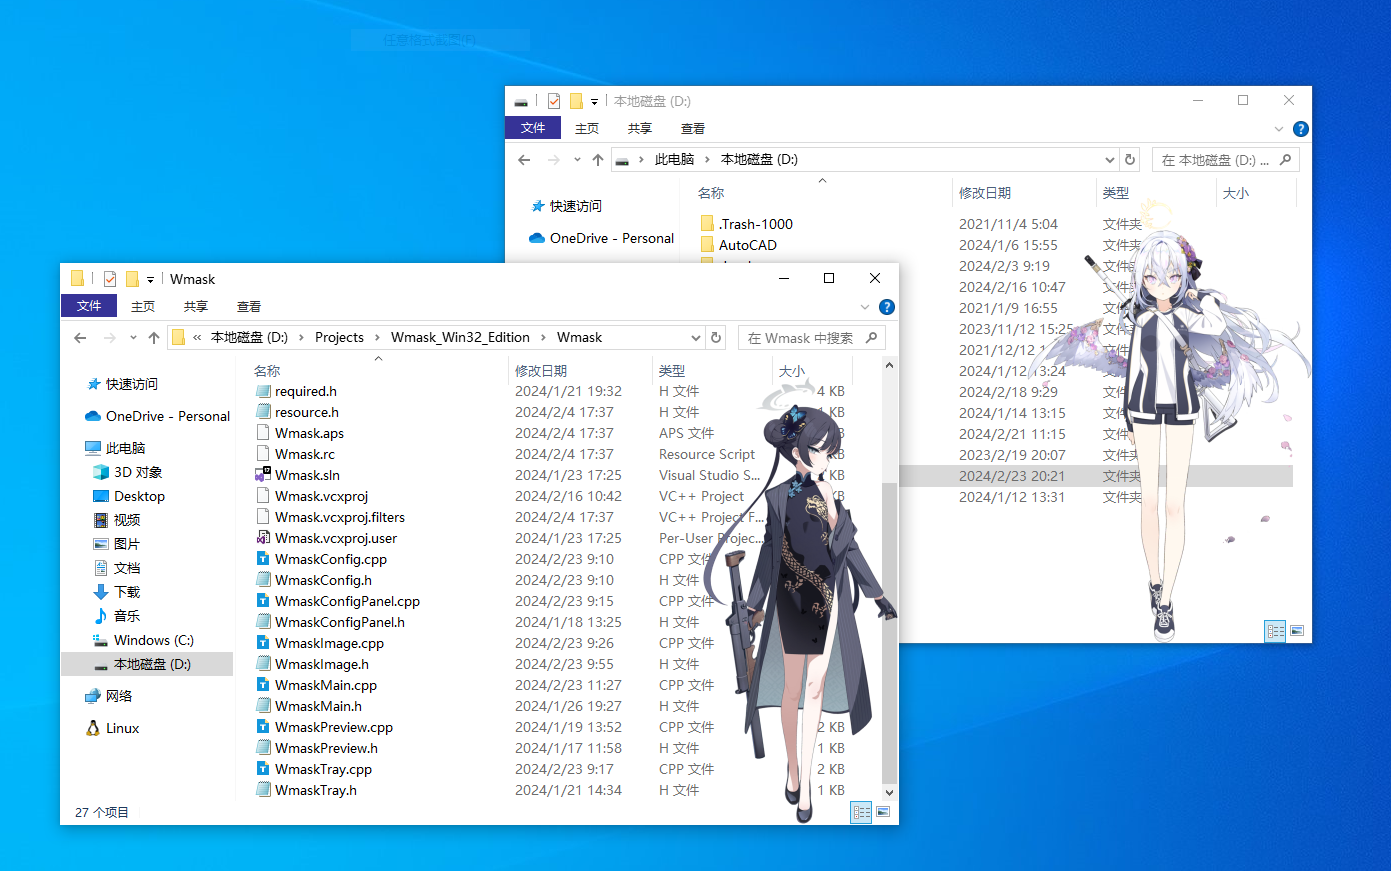 任意格式截图(F)
本地磁盘 (D:)
文件 主页 共享 查看
此电脑 本地磁盘 (D:) 在 本地磁盘 (D:) ...
名称 修改日期 类型 大小
快速访问
OneDrive - Personal
.Trash-1000 2021/11/4 5:04 文件夹
AutoCAD 2024/1/6 15:55 文件夹
2024/2/3 9:19 文件夹
2024/2/16 10:47 文件夹
2021/1/9 16:55 文件夹
2023/11/12 15:25 文件夹
2021/12/12 文件夹
2024/1/12 13:24 文件夹
2024/2/18 9:29 文件夹
2024/1/14 13:15 文件夹
2024/2/21 11:15 文件夹
2023/2/19 20:07 文件夹
2024/2/23 20:21 文件夹
2024/1/12 13:31 文件夹
Wmask
文件 主页 共享 查看
« 本地磁盘 (D:) Projects Wmask_Win32_Edition Wmask 在 Wmask 中搜索
快速访问
OneDrive - Personal
此电脑
3D 对象
Desktop
视频
图片
文档
下载
音乐
Windows (C:)
本地磁盘 (D:)
网络
Linux
名称 修改日期 类型 大小
required.h 2024/1/21 19:32 H 文件 4 KB
resource.h 2024/2/4 17:37 H 文件 KB
Wmask.aps 2024/2/4 17:37 APS 文件 KB
Wmask.rc 2024/2/4 17:37 Resource Script KB
Wmask.sln 2024/1/23 17:25 Visual Studio S...
Wmask.vcxproj 2024/2/16 10:42 VC++ Project KB
Wmask.vcxproj.filters 2024/2/4 17:37 VC++ Project F...
Wmask.vcxproj.user 2024/1/23 17:25 Per-User Projec...
WmaskConfig.cpp 2024/2/23 9:10 CPP 文件
WmaskConfig.h 2024/2/23 9:10 H 文件
WmaskConfigPanel.cpp 2024/2/23 9:15 CPP 文件
WmaskConfigPanel.h 2024/1/18 13:25 H 文件
WmaskImage.cpp 2024/2/23 9:26 CPP 文件
WmaskImage.h 2024/2/23 9:55 H 文件
WmaskMain.cpp 2024/2/23 11:27 CPP 文件
WmaskMain.h 2024/1/26 19:27 H 文件
WmaskPreview.cpp 2024/1/19 13:52 CPP 文件 2 KB
WmaskPreview.h 2024/1/17 11:58 H 文件 1 KB
WmaskTray.cpp 2024/2/23 9:17 CPP 文件 2 KB
WmaskTray.h 2024/1/21 14:34 H 文件 1 KB
27 个项目